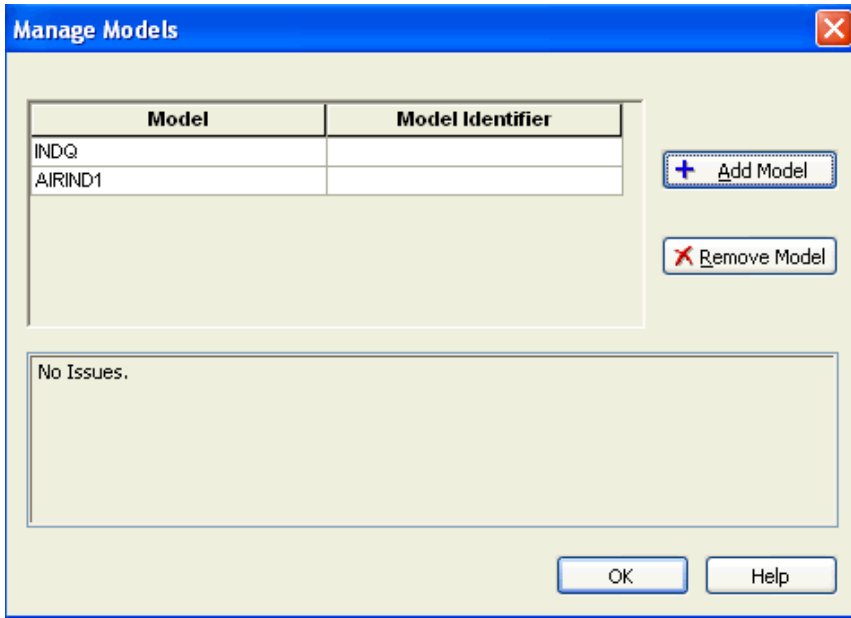 Manage Models
Model Model Identifier
INDQ
AIRIND1
Add Model
Remove Model
No Issues.
OK Help